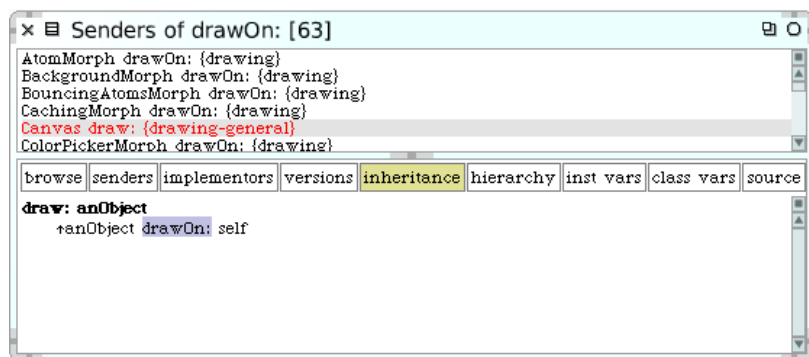 Senders of drawOn: [63]
AtomMorph drawOn: {drawing}
BackgroundMorph drawOn: {drawing}
BouncingAtomsMorph drawOn: {drawing}
CachingMorph drawOn: {drawing}
Canvas draw: {drawing-general}
ColorPickerMorph drawOn: {drawing}
browse senders implementors versions inheritance hierarchy inst vars class vars source
draw: anObject
↑anObject drawOn: self